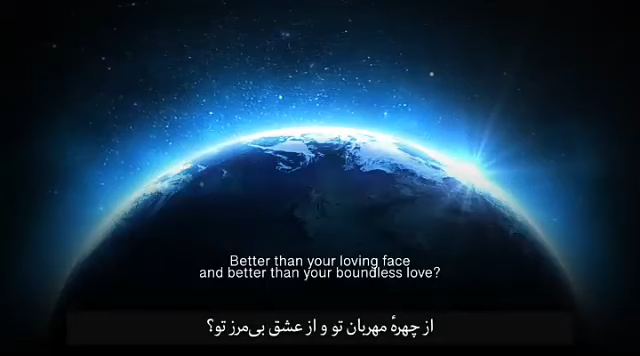 Better than your loving face
and better than your boundless love?
از چهرهٔ مهربان تو و از عشق بی‌مرز تو؟